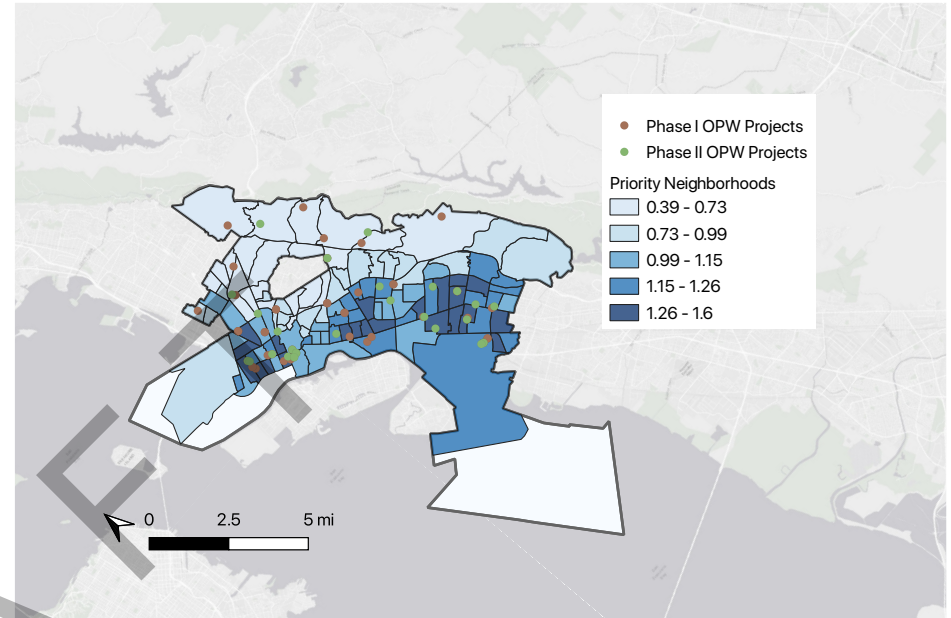 Phase I OPW Projects
Phase II OPW Projects
Priority Neighborhoods
0.39 - 0.73
0.73 - 0.99
0.99 - 1.15
1.15 - 1.26
1.26 - 1.6
0 2.5 5 mi